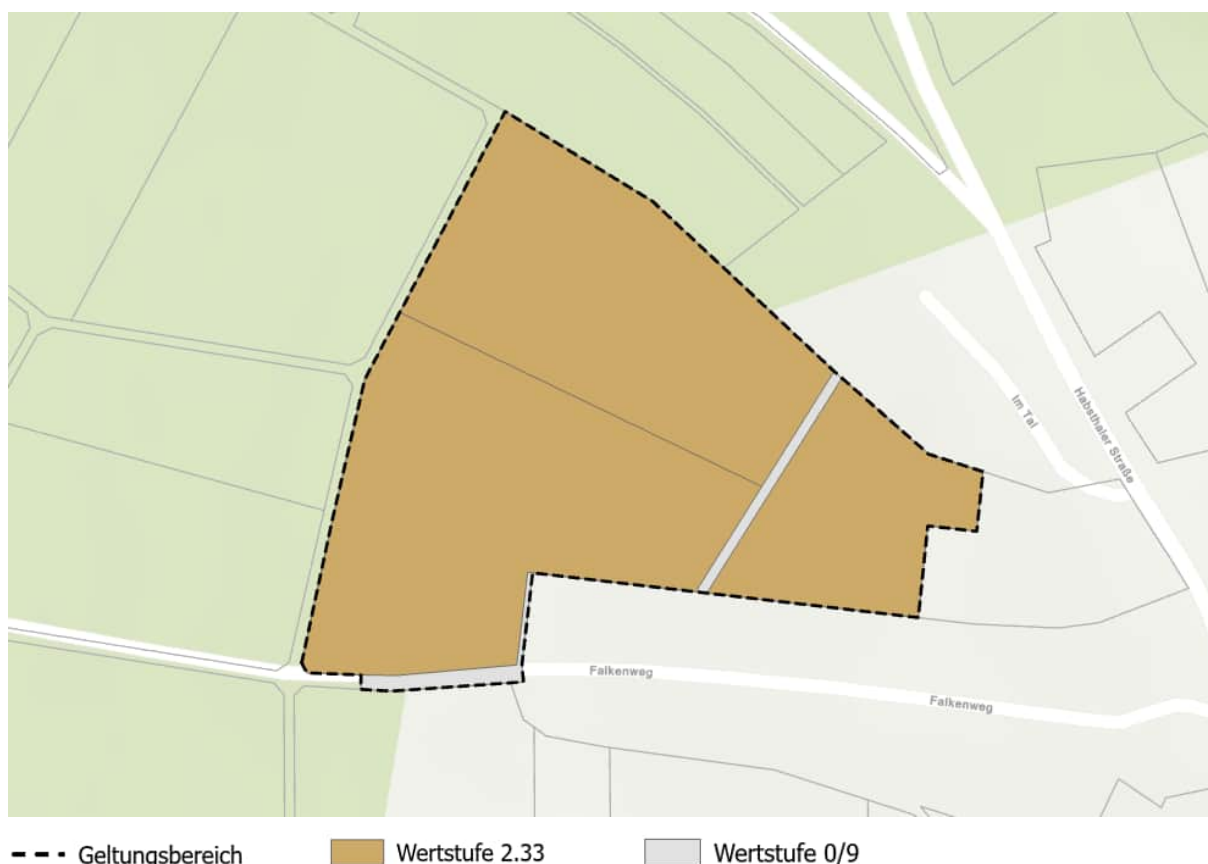 Im Tal
Habsthaler Straße
Falkenweg
Falkenweg
Geltungsbereich
Wertstufe 2.33
Wertstufe 0/9